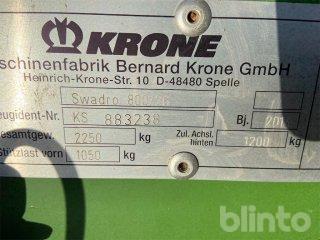 KRONE
schinenfabrik Bernard Krone GmbH
Heinrich-Krone-Str. 10 D-48480 Spelle
Swadro
zeugident-Nr. KS 883238 Bj.
esamtgew. 2250 kg Zul. Achsl. hinten 1200 kg
Stützlast vorn 1050 kg
blinto